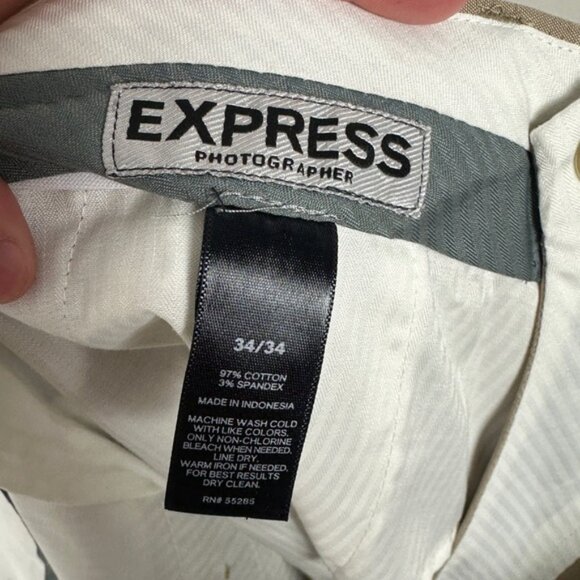 EXPRESS
PHOTOGRAPHER
34/34
97% COTTON
3% SPANDEX
MADE IN INDONESIA
MACHINE WASH COLD
WITH LIKE COLORS.
ONLY NON-CHLORINE
BLEACH WHEN NEEDED.
LINE DRY.
WARM IRON IF NEEDED.
FOR BEST RESULTS
DRY CLEAN.
RN# 55285